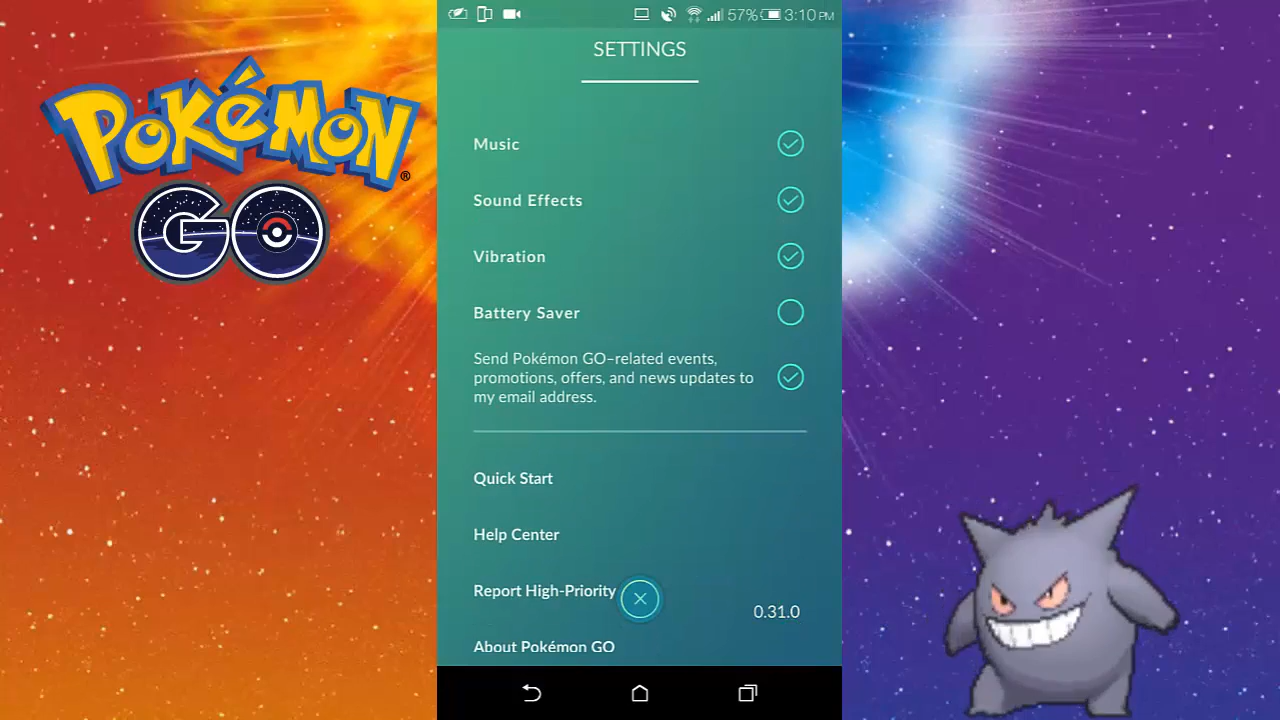 57% 3:10 PM
SETTINGS
POKéMON®
GO
Music
Sound Effects
Vibration
Battery Saver
Send Pokémon GO–related events,
promotions, offers, and news updates to
my email address.
Quick Start
Help Center
Report High-Priority
0.31.0
About Pokémon GO